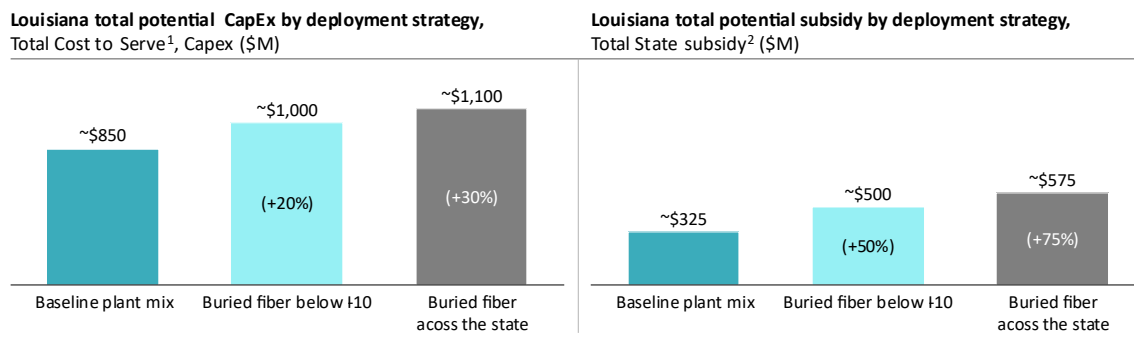 Louisiana total potential CapEx by deployment strategy,
Total Cost to Serve¹, Capex ($M)
~$850
~$1,000
~$1,100
(+20%)
(+30%)
Baseline plant mix
Buried fiber below I-10
Buried fiber
acoss the state
Louisiana total potential subsidy by deployment strategy,
Total State subsidy² ($M)
~$325
~$500
~$575
(+50%)
(+75%)
Baseline plant mix
Buried fiber below I-10
Buried fiber
acoss the state